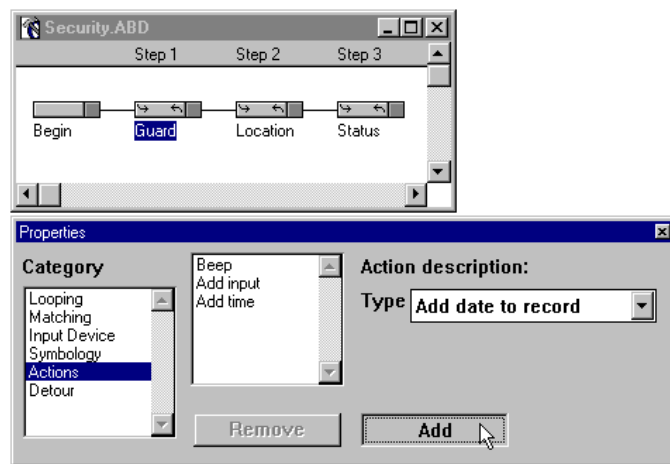 Security.ABD
Step 1 Step 2 Step 3
Begin Guard Location Status
Properties
Category
Looping
Matching
Input Device
Symbology
Actions
Detour
Beep
Add input
Add time
Remove
Action description:
Type Add date to record
Add